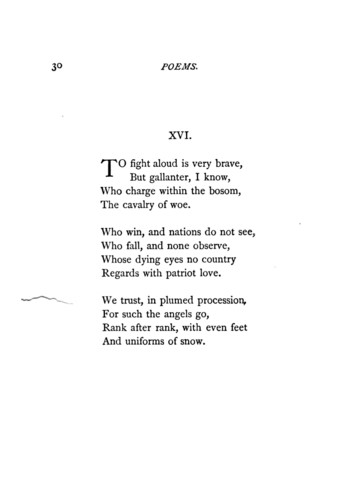 30
POEMS.
XVI.
TO fight aloud is very brave,
But gallanter, I know,
Who charge within the bosom,
The cavalry of woe.
Who win, and nations do not see,
Who fall, and none observe,
Whose dying eyes no country
Regards with patriot love.
We trust, in plumed procession,
For such the angels go,
Rank after rank, with even feet
And uniforms of snow.